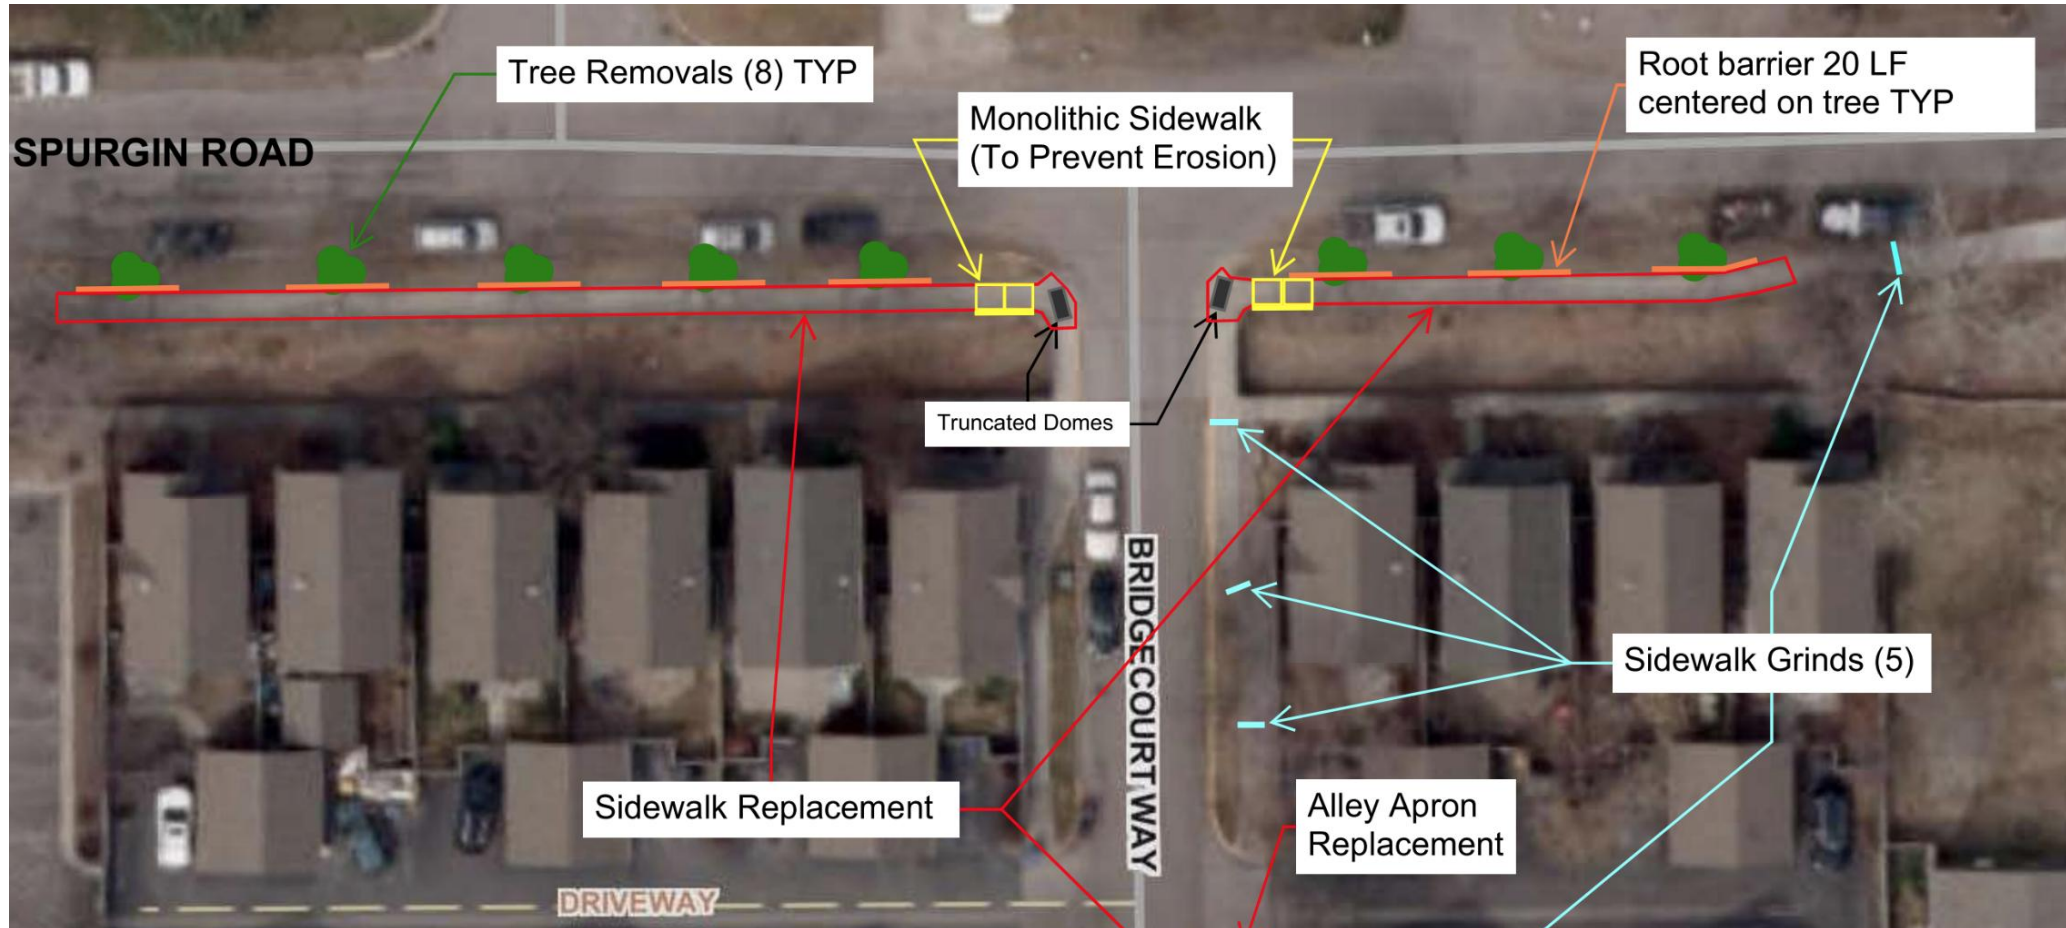 Tree Removals (8) TYP
Root barrier 20 LF
centered on tree TYP
Monolithic Sidewalk
(To Prevent Erosion)
SPURGIN ROAD
Truncated Domes
BRIDGECOURT WAY
Sidewalk Grinds (5)
Sidewalk Replacement
Alley Apron
Replacement
DRIVEWAY